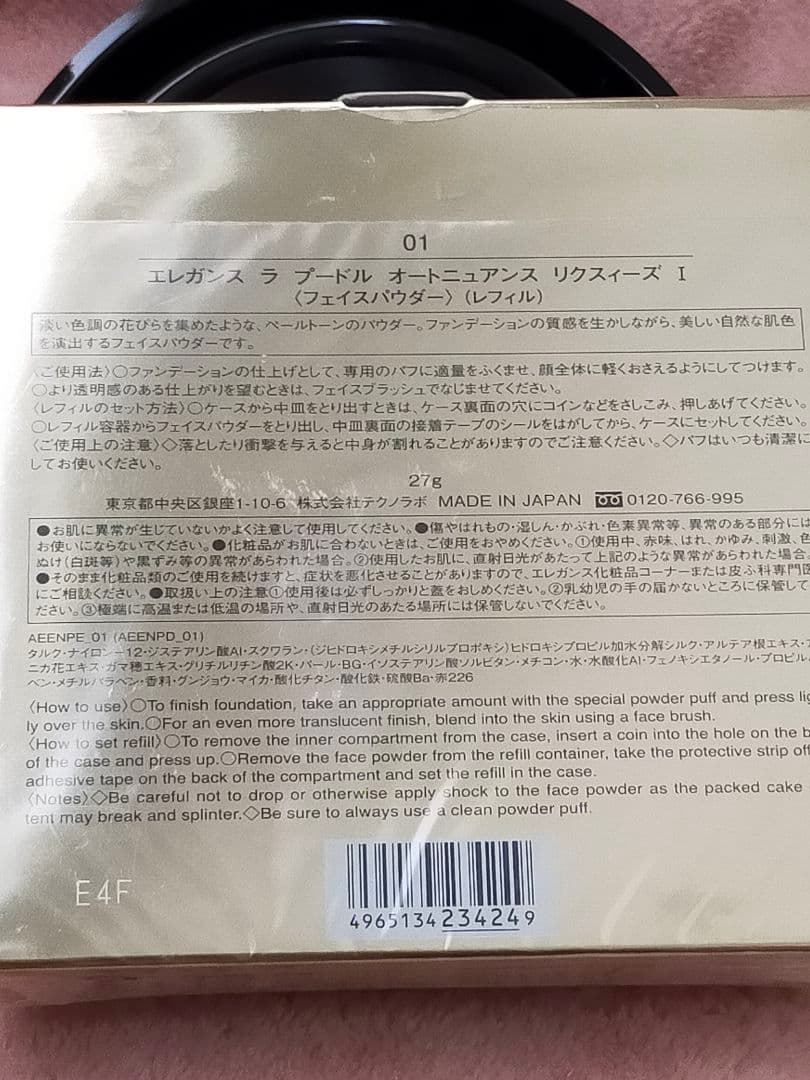 01
エレガンス ラ プードル オートニュアンス リクスィーズ Ⅰ
〈フェイスパウダー〉(レフィル)
淡い色調の花びらを集めたような、ペールトーンのパウダー。ファンデーションの質感を生かしながら、美しい自然な肌色
を演出するフェイスパウダーです。
〈ご使用法〉○ファンデーションの仕上げとして、専用のパフに適量をふくませ、顔全体に軽くおさえるようにしてつけます。
○より透明感のある仕上がりを望むときは、フェイスブラッシュでなじませてください。
〈レフィルのセット方法〉○ケースから中皿をとり出すときは、ケース裏面の穴にコインなどをさしこみ、押しあげてください。
○レフィル容器からフェイスパウダーをとり出し、中皿裏面の接着テープのシールをはがしてから、ケースにセットしてください。
〈ご使用上の注意〉◇落としたり衝撃を与えると中身が割れることがありますのでご注意ください。◇パフはいつも清潔に
してお使いください。
27g
東京都中央区銀座1-10-6 株式会社テクノラボ MADE IN JAPAN 0120-766-995
●お肌に異常が生じていないかよく注意して使用してください。●傷やはれもの・湿しん・かぶれ・色素異常等、異常のある部分には
お使いにならないでください。●化粧品がお肌に合わないときは、ご使用をおやめください。①使用中、赤味、はれ、かゆみ、刺激、色
ぬけ(白斑等)や黒ずみ等の異常があらわれた場合。②使用したお肌に、直射日光があたって上記のような異常があらわれた場合。
●そのまま化粧品類のご使用を続けますと、症状を悪化させることがありますので、エレガンス化粧品コーナーまたは皮ふ科専門医
にご相談ください。●取扱い上の注意①使用後は必ずしっかりと蓋をおしめください。②乳幼児の手の届かないところに保管して
ださい。③極端に高温または低温の場所や、直射日光のあたる場所には保管しないでください。
AEENPE_01 (AEENPD_01)
タルク・ナイロン-12・ジステアリン酸Al・スクワラン・(ジヒドロキシメチルシリルプロポキシ)ヒドロキシプロピル加水分解シルク・アルテア根エキス・ア
ニカ花エキス・ガマ穂エキス・グリチルリチン酸2K・パール・BG・イソステアリン酸ソルビタン・メチコン・水・水酸化Al・フェノキシエタノール・プロピル
ベン・メチルパラベン・香料・グンジョウ・マイカ・酸化チタン・酸化鉄・硫酸Ba・赤226
〈How to use〉○To finish foundation, take an appropriate amount with the special powder puff and press lig
ly over the skin.○For an even more translucent finish, blend into the skin using a face brush.
〈How to set refill〉○To remove the inner compartment from the case, insert a coin into the hole on the b
of the case and press up.○Remove the face powder from the refill container, take the protective strip off
adhesive tape on the back of the compartment and set the refill in the case.
〈Notes〉◇Be careful not to drop or otherwise apply shock to the face powder as the packed cake
tent may break and splinter.◇Be sure to always use a clean powder puff.
E4F
4965134234249